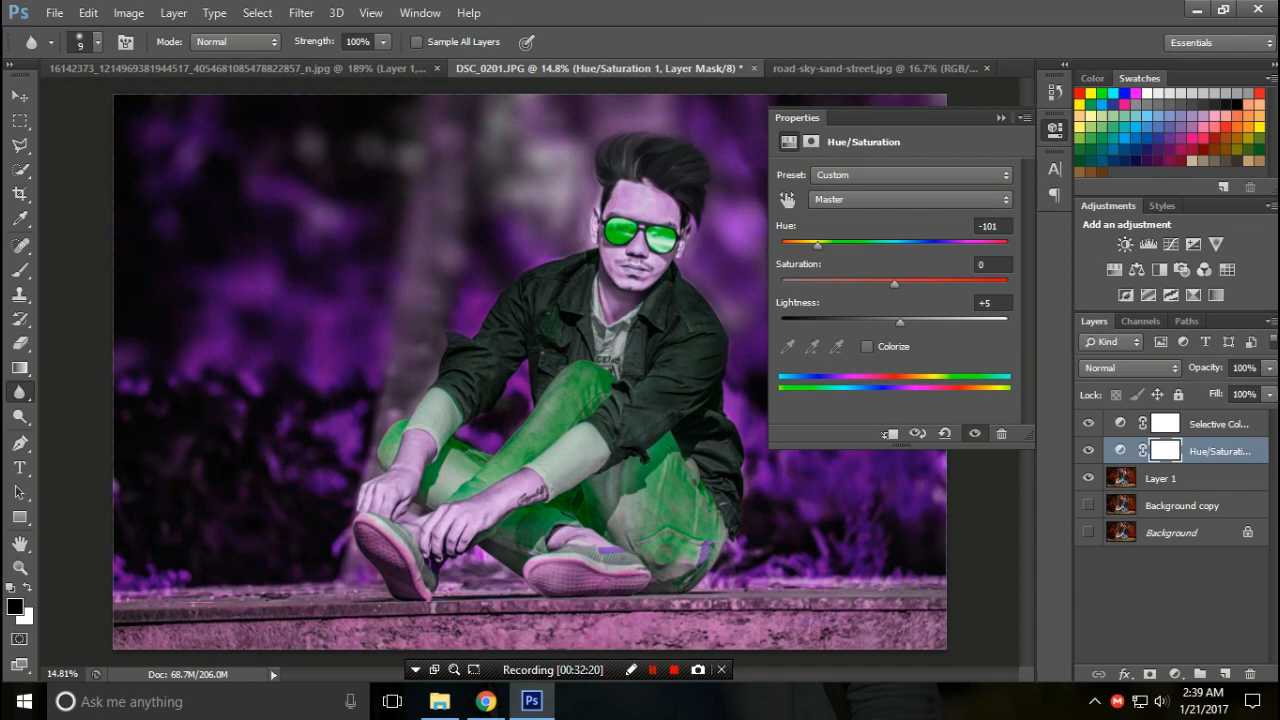 Ps File Edit Image Layer Type Select Filter 3D View Window Help
9 Mode: Normal Strength: 100% Sample All Layers Essentials
16142373_1214969381944517_4054681085478822857_n.jpg @ 189% (Layer 1,... × DSC_0201.JPG @ 14.8% (Hue/Saturation 1, Layer Mask/8) * × road-sky-sand-street.jpg @ 16.7% (RGB/... ×
Color Swatches
Properties
Hue/Saturation
Preset: Custom
Master
Hue: -101
Saturation: 0
Lightness: +5
Colorize
Adjustments Styles
Add an adjustment
Layers Channels Paths
Kind
Normal Opacity: 100%
Lock: Fill: 100%
Selective Col...
Hue/Saturati...
Layer 1
Background copy
Background
14.81% Doc: 68.7M/206.0M
Recording [00:32:20]
Ask me anything
Ps
2:39 AM
1/21/2017